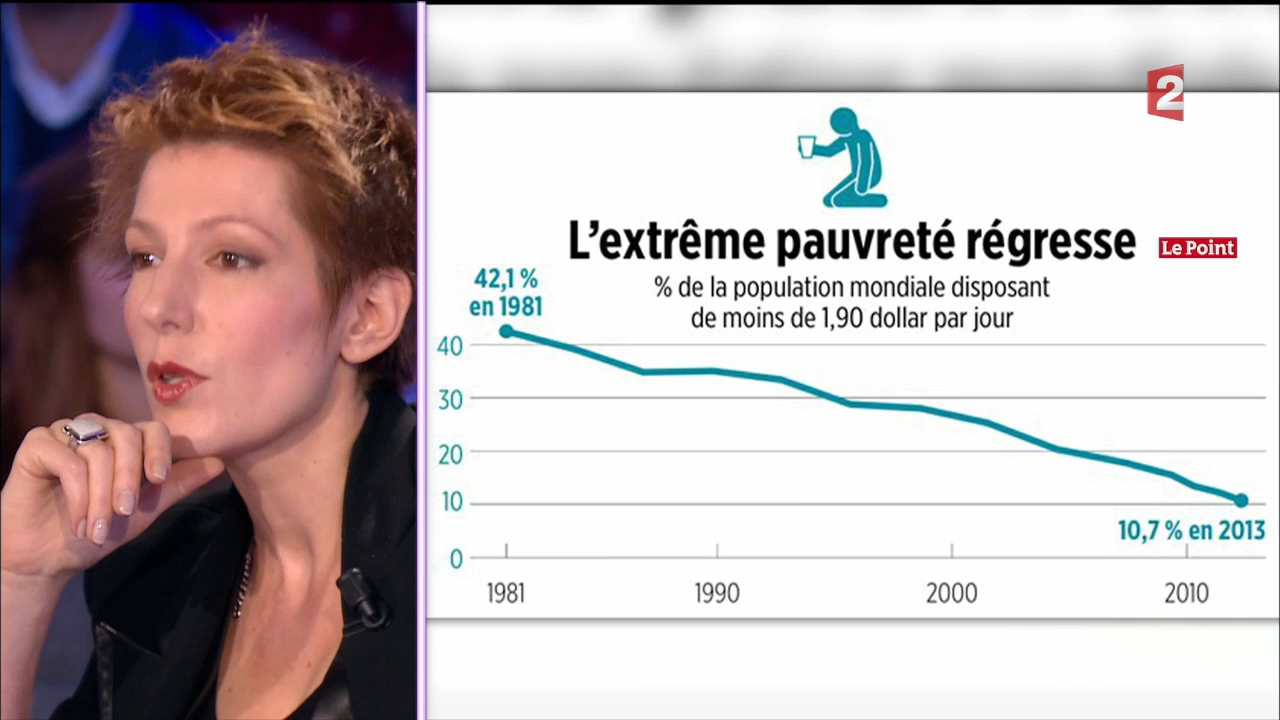 2
L'extrême pauvreté régresse
Le Point
% de la population mondiale disposant
de moins de 1,90 dollar par jour
42,1 %
en 1981
40
30
20
10
0
10,7 % en 2013
1981
1990
2000
2010